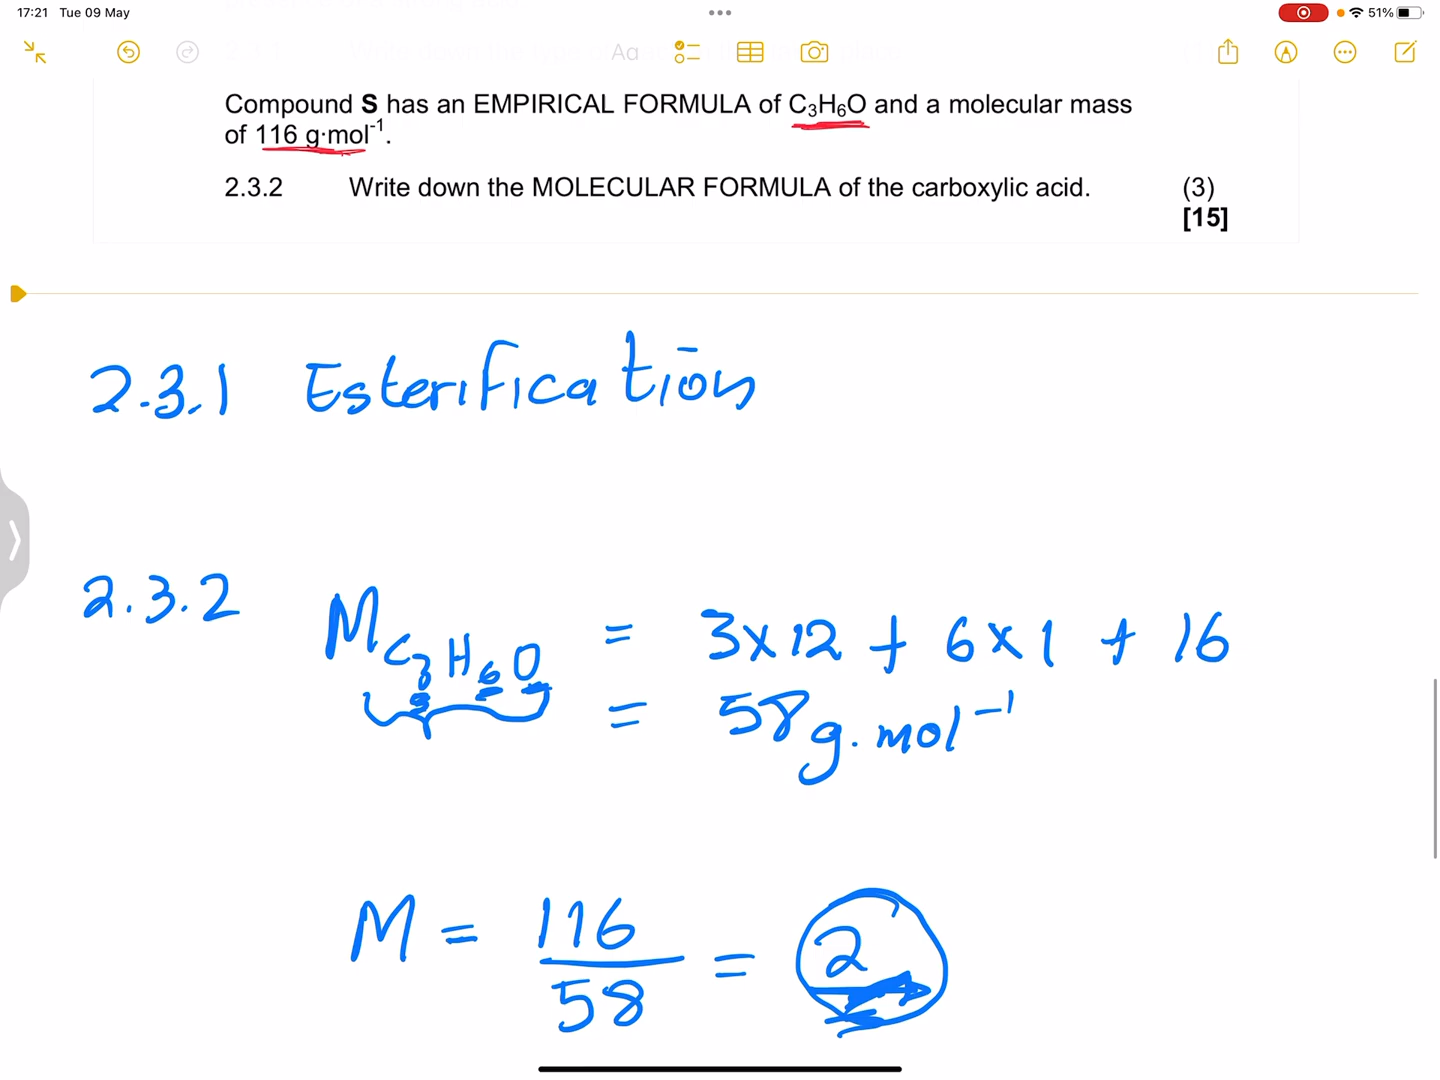 17:21 Tue 09 May
51%
Aa
Compound S has an EMPIRICAL FORMULA of C₃H₆O and a molecular mass
of 116 g·mol⁻¹.
2.3.2 Write down the MOLECULAR FORMULA of the carboxylic acid. (3)
[15]
2.3.1 Esterification
2.3.2 M C₃H₆O = 3x12 + 6x1 + 16
= 58g.mol⁻¹
M = 116/58 = 2